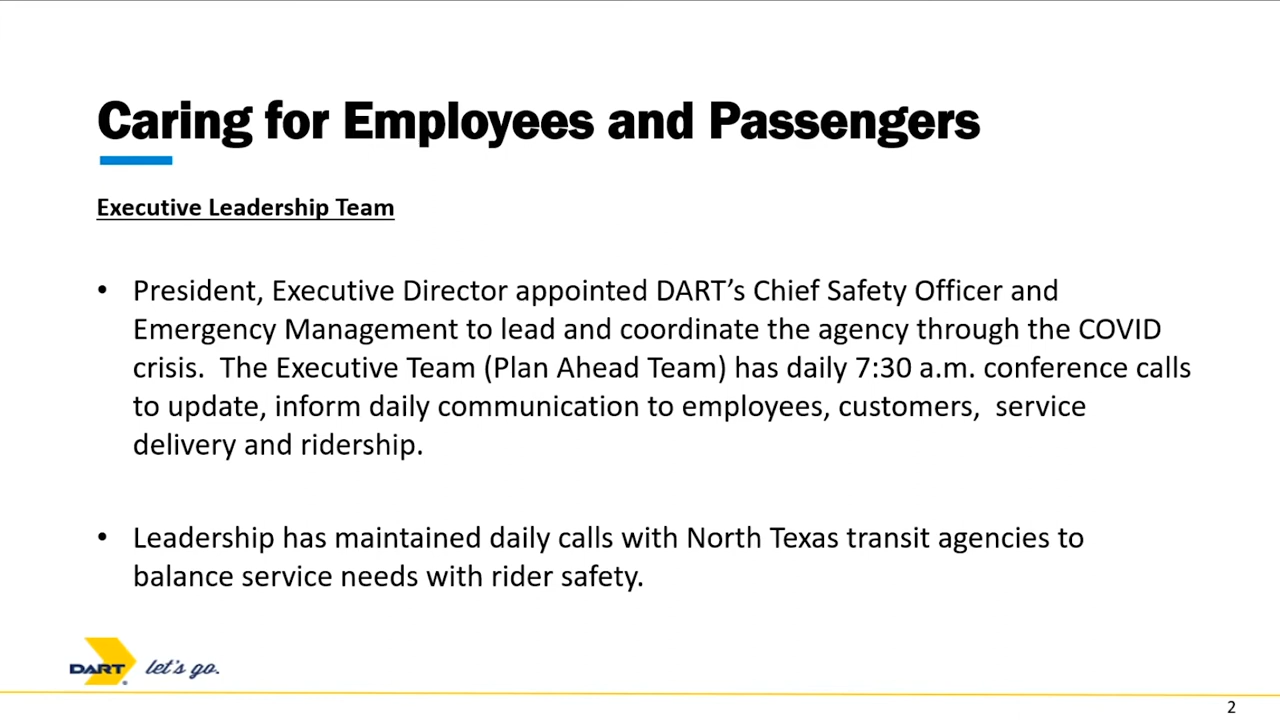 Caring for Employees and Passengers
Executive Leadership Team
• President, Executive Director appointed DART’s Chief Safety Officer and
Emergency Management to lead and coordinate the agency through the COVID
crisis.  The Executive Team (Plan Ahead Team) has daily 7:30 a.m. conference calls
to update, inform daily communication to employees, customers,  service
delivery and ridership.
• Leadership has maintained daily calls with North Texas transit agencies to
balance service needs with rider safety.
DART® let's go.
2